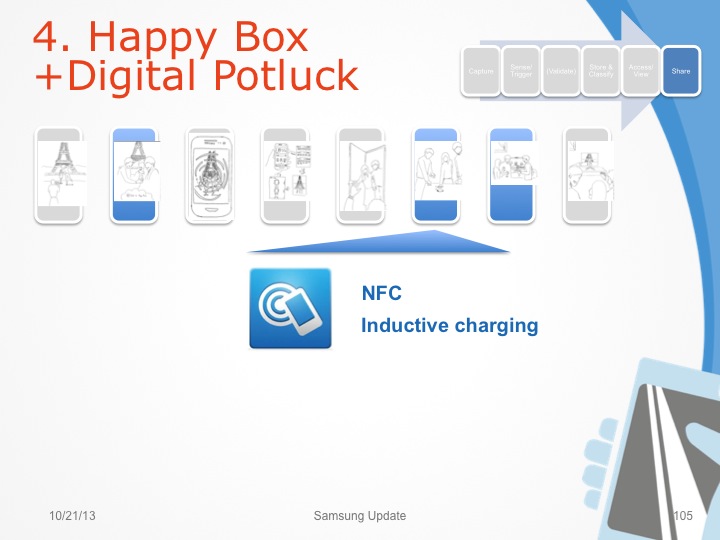 4. Happy Box
+Digital Potluck
Capture
Sense/
Trigger
(Validate)
Store &
Classify
Access/
View
Share
NFC
Inductive charging
10/21/13
Samsung Update
105